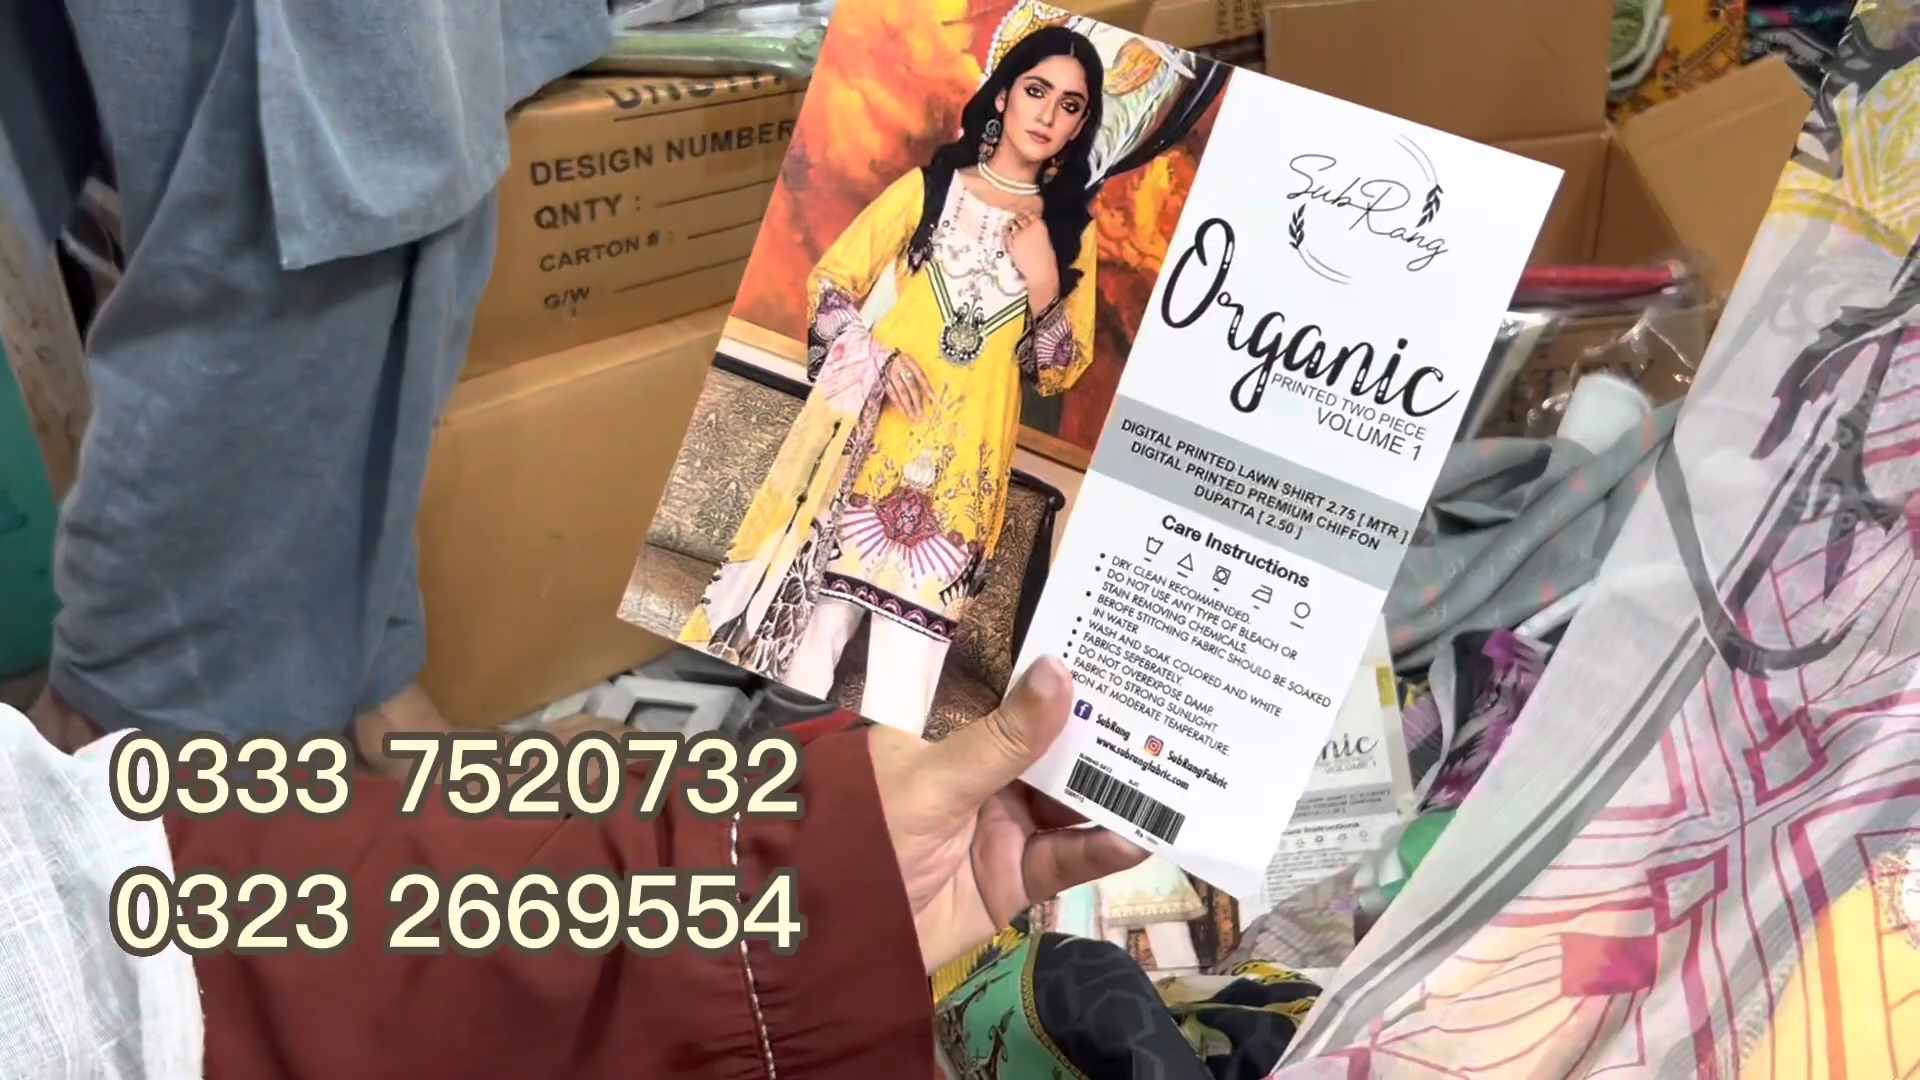 DESIGN NUMBER
QNTY :
CARTON # :
G/W
SubRang
Organic
PRINTED TWO PIECE
VOLUME 1
DIGITAL PRINTED LAWN SHIRT 2.75 [ MTR ]
DIGITAL PRINTED PREMIUM CHIFFON
DUPATTA [ 2.50 ]
Care Instructions
• DRY CLEAN RECOMMENDED.
• DO NOT USE ANY TYPE OF BLEACH OR
STAIN REMOVING CHEMICALS.
• BEROFE STITCHING FABRIC SHOULD BE SOAKED
IN WATER
• WASH AND SOAK COLORED AND WHITE
• FABRICS SEPEBRATELY.
• DO NOT OVEREXPOSE DAMP.
• FABRIC TO STRONG SUNLIGHT.
IRON AT MODERATE TEMPERATURE.
SubRang
SubRangFabric
www.subrangfabric.com
0333 7520732
0323 2669554
VOLUME 1